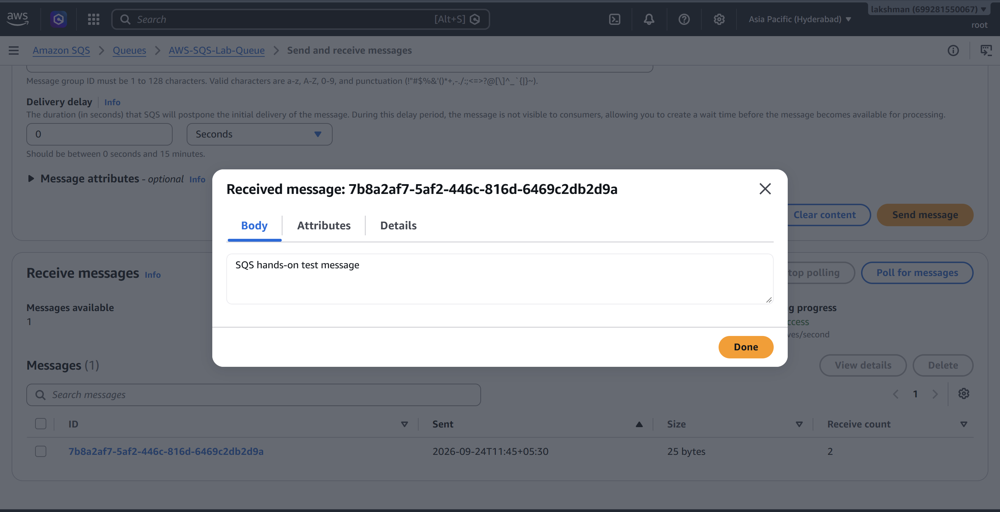 aws
Search
[Alt+S]
Asia Pacific (Hyderabad)
lakshman (699281550067)
root
Amazon SQS
Queues
AWS-SQS-Lab-Queue
Send and receive messages
Message group ID must be 1 to 128 characters. Valid characters are a-z, A-Z, 0-9, and punctuation (!"#$%&'()*+,-./:;<=>?@[\]^_`{|}~).
Delivery delay
Info
The duration (in seconds) that SQS will postpone the initial delivery of the message. During this delay period, the message is not visible to consumers, allowing you to create a wait time before the message becomes available for processing.
0
Seconds
Should be between 0 seconds and 15 minutes.
Message attributes - optional Info
Clear content
Send message
Received message: 7b8a2af7-5af2-446c-816d-6469c2db2d9a
Body
Attributes
Details
SQS hands-on test message
Done
Receive messages Info
top polling
Poll for messages
Messages available
1
g progress
ccess
ves/second
Messages (1)
View details
Delete
Search messages
1
ID
Sent
Size
Receive count
7b8a2af7-5af2-446c-816d-6469c2db2d9a
2026-09-24T11:45+05:30
25 bytes
2